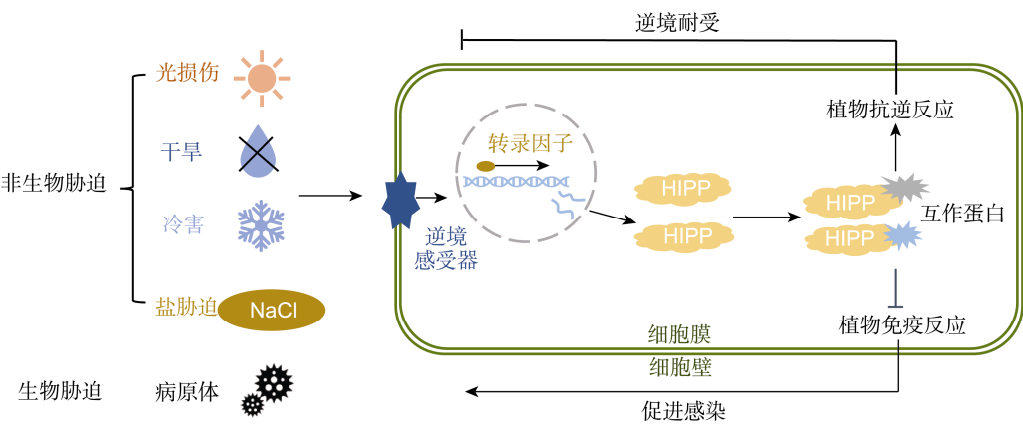 逆境耐受
光损伤
植物抗逆反应
转录因子
干旱
非生物胁迫
HIPP
HIPP
互作蛋白
冷害
逆境
感受器
HIPP
HIPP
盐胁迫
NaCl
植物免疫反应
细胞膜
细胞壁
生物胁迫
病原体
促进感染